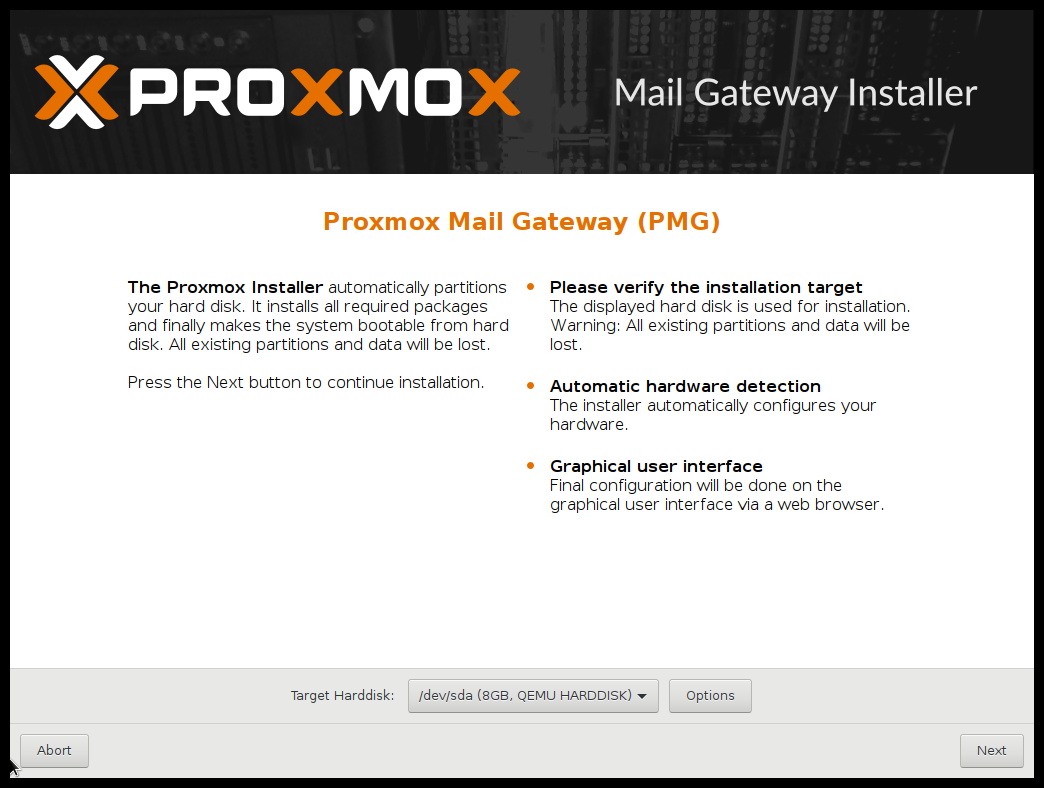 PROXMOX
Mail Gateway Installer
Proxmox Mail Gateway (PMG)
The Proxmox Installer automatically partitions
your hard disk. It installs all required packages
and finally makes the system bootable from hard
disk. All existing partitions and data will be lost.
Press the Next button to continue installation.
Please verify the installation target
The displayed hard disk is used for installation.
Warning: All existing partitions and data will be
lost.
Automatic hardware detection
The installer automatically configures your
hardware.
Graphical user interface
Final configuration will be done on the
graphical user interface via a web browser.
Target Harddisk: /dev/sda (8GB, QEMU HARDDISK) Options
Abort Next